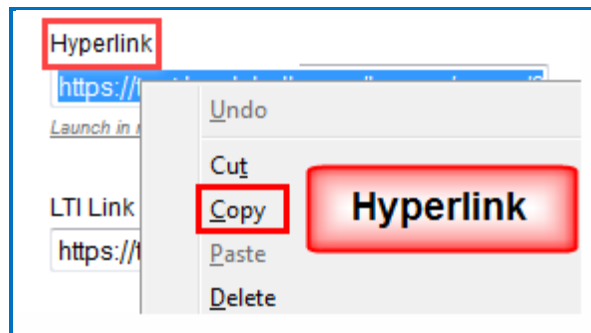 Hyperlink
https://t
Launch in
Undo
Cut
LTI Link
Copy
Hyperlink
https://t
Paste
Delete